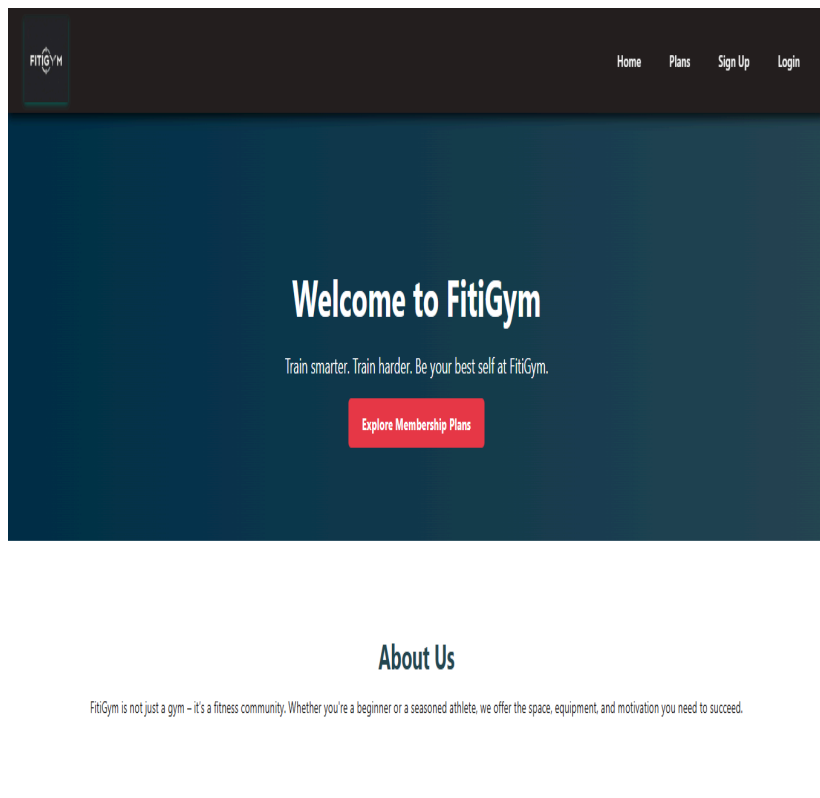 FITIGYM
Home Plans Sign Up Login
Welcome to FitiGym
Train smarter. Train harder. Be your best self at FitiGym.
Explore Membership Plans
About Us
FitiGym is not just a gym – it's a fitness community. Whether you're a beginner or a seasoned athlete, we offer the space, equipment, and motivation you need to succeed.